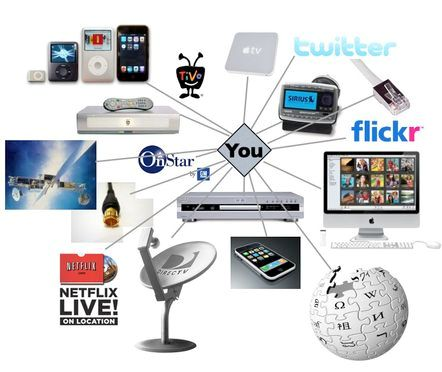 TiVo
tv
twitter
SIRIUS
flickr
OnStar
by GM
You
NETFLIX
NETFLIX
LIVE!
ON LOCATION
DIRECTV
W
И